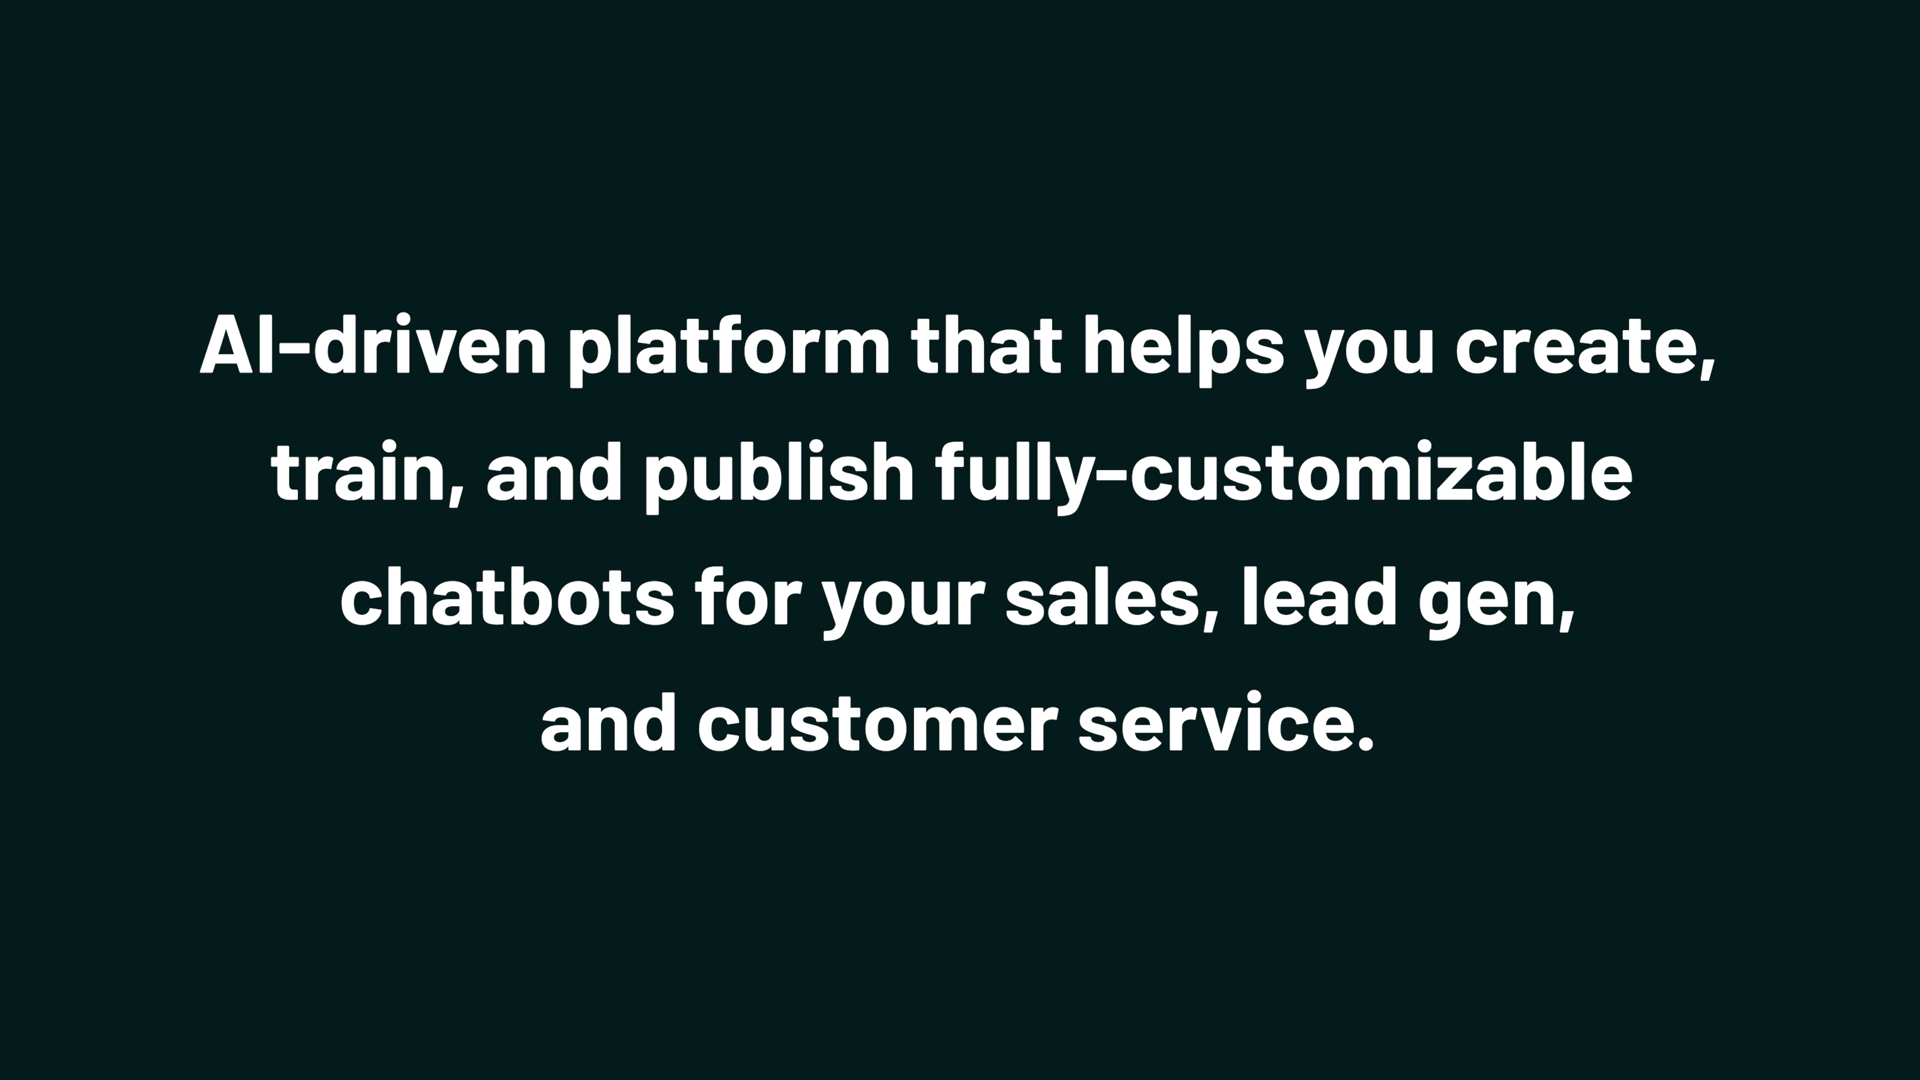 AI-driven platform that helps you create,
train, and publish fully-customizable
chatbots for your sales, lead gen,
and customer service.